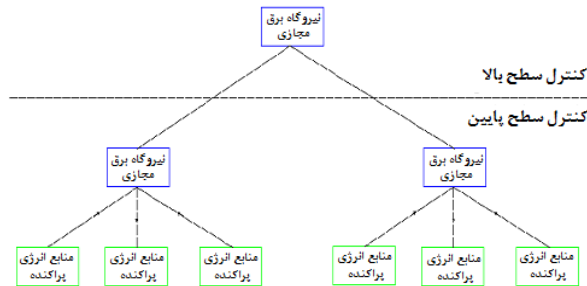 نیروگاه برق
مجازی
کنترل سطح بالا
کنترل سطح پایین
نیروگاه برق
مجازی
نیروگاه برق
مجازی
منابع انرژی
پراکنده
منابع انرژی
پراکنده
منابع انرژی
پراکنده
منابع انرژی
پراکنده
منابع انرژی
پراکنده
منابع انرژی
پراکنده